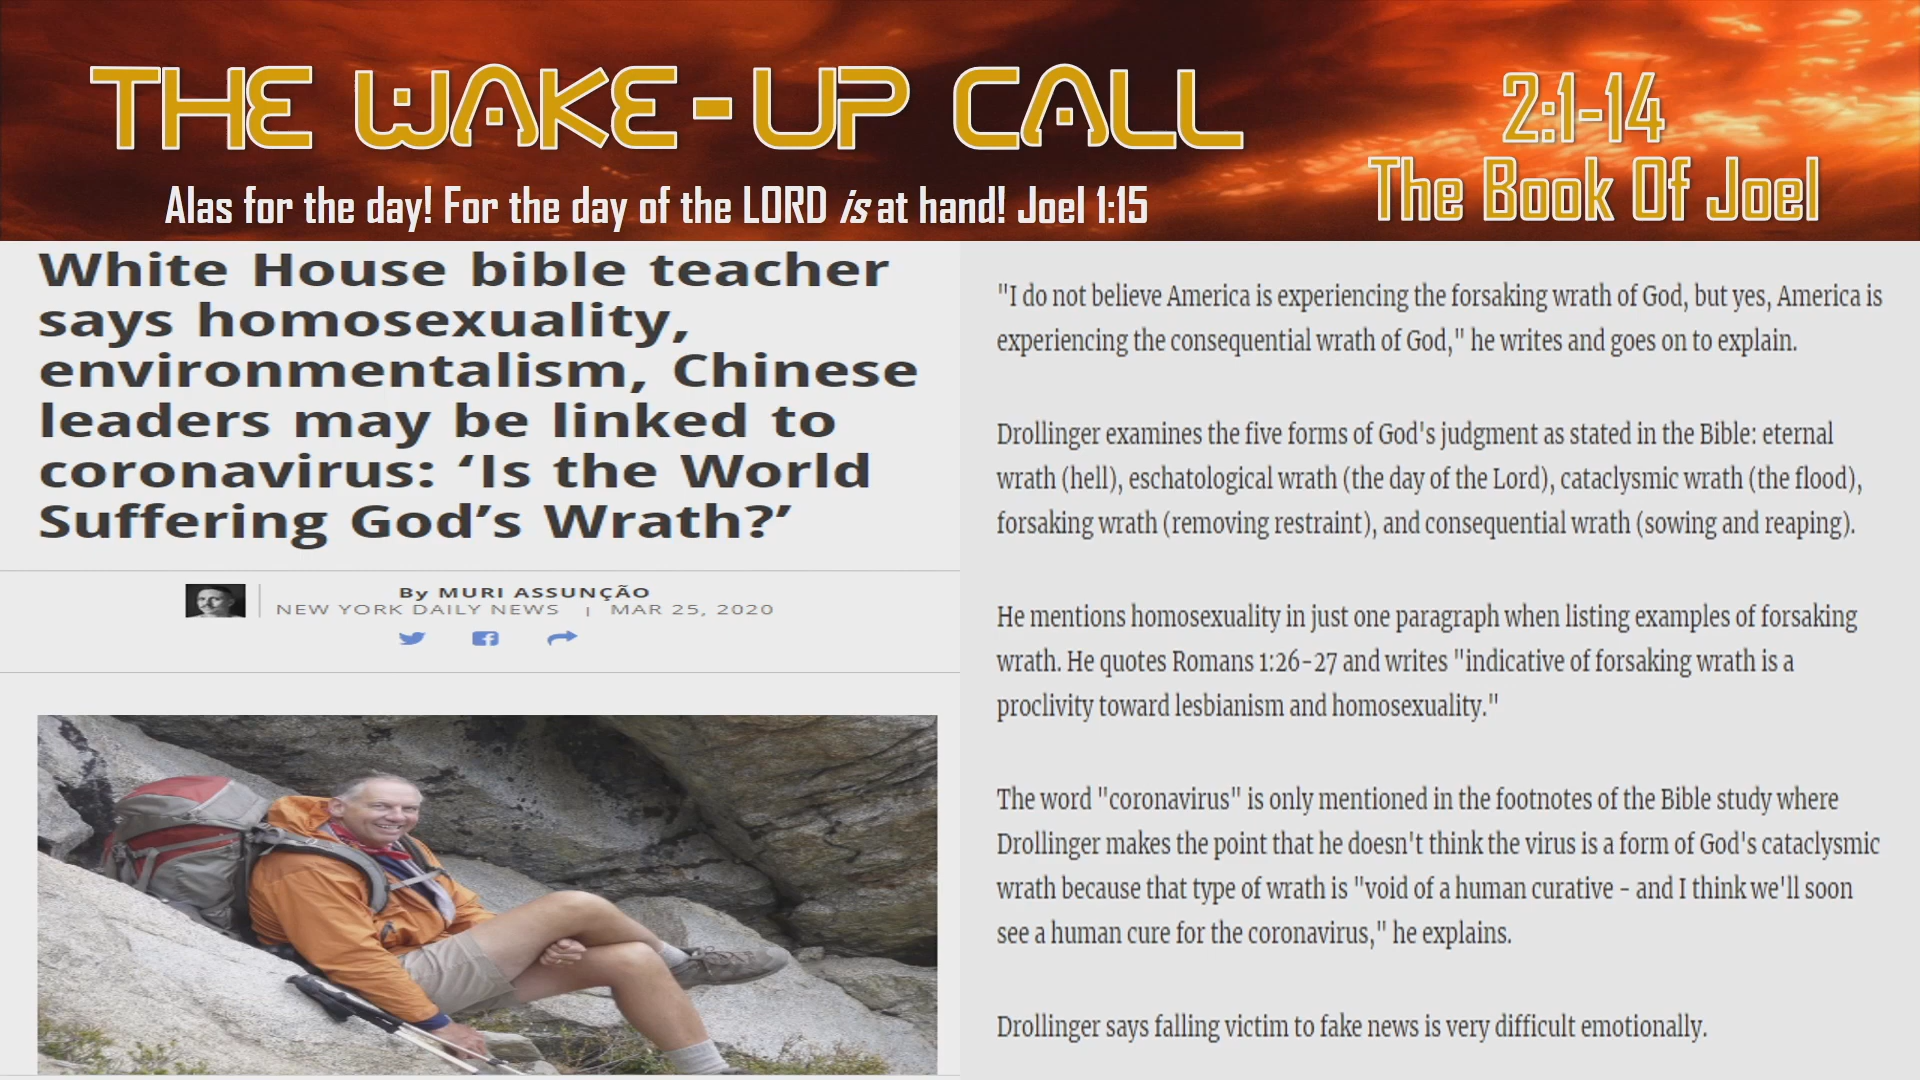 THE WAKE-UP CALL
Alas for the day! For the day of the LORD is at hand! Joel 1:15
2:1-14
The Book Of Joel
White House bible teacher
says homosexuality,
environmentalism, Chinese
leaders may be linked to
coronavirus: ‘Is the World
Suffering God’s Wrath?’
By MURI ASSUNÇÃO
NEW YORK DAILY NEWS | MAR 25, 2020
"I do not believe America is experiencing the forsaking wrath of God, but yes, America is
experiencing the consequential wrath of God," he writes and goes on to explain.
Drollinger examines the five forms of God's judgment as stated in the Bible: eternal
wrath (hell), eschatological wrath (the day of the Lord), cataclysmic wrath (the flood),
forsaking wrath (removing restraint), and consequential wrath (sowing and reaping).
He mentions homosexuality in just one paragraph when listing examples of forsaking
wrath. He quotes Romans 1:26-27 and writes "indicative of forsaking wrath is a
proclivity toward lesbianism and homosexuality."
The word "coronavirus" is only mentioned in the footnotes of the Bible study where
Drollinger makes the point that he doesn't think the virus is a form of God's cataclysmic
wrath because that type of wrath is "void of a human curative - and I think we'll soon
see a human cure for the coronavirus," he explains.
Drollinger says falling victim to fake news is very difficult emotionally.